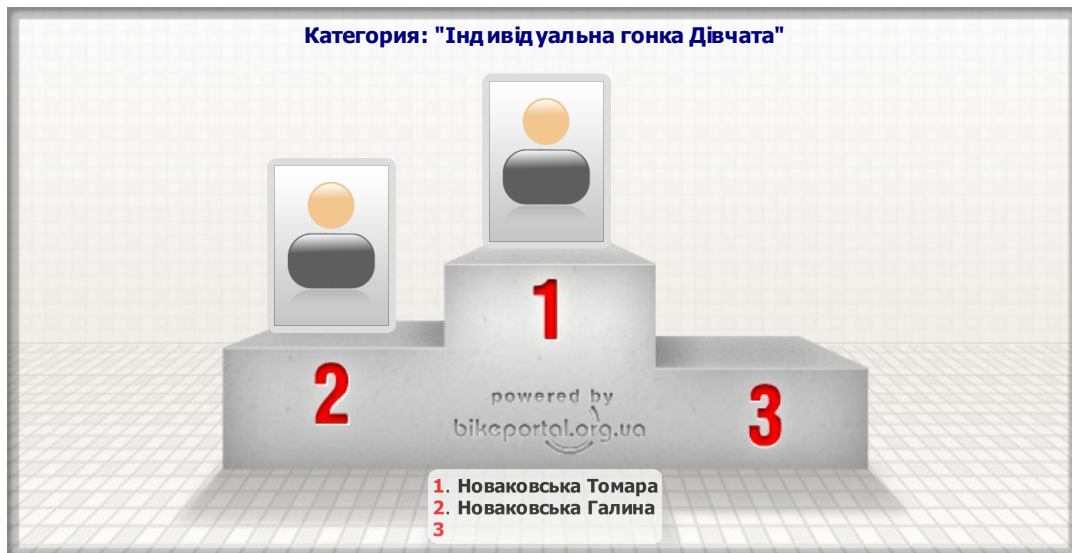 Категория: "Індивідуальна гонка Дівчата"
1
2
3
powered by
bikeportal.org.ua
1. Новаковська Томара
2. Новаковська Галина
3